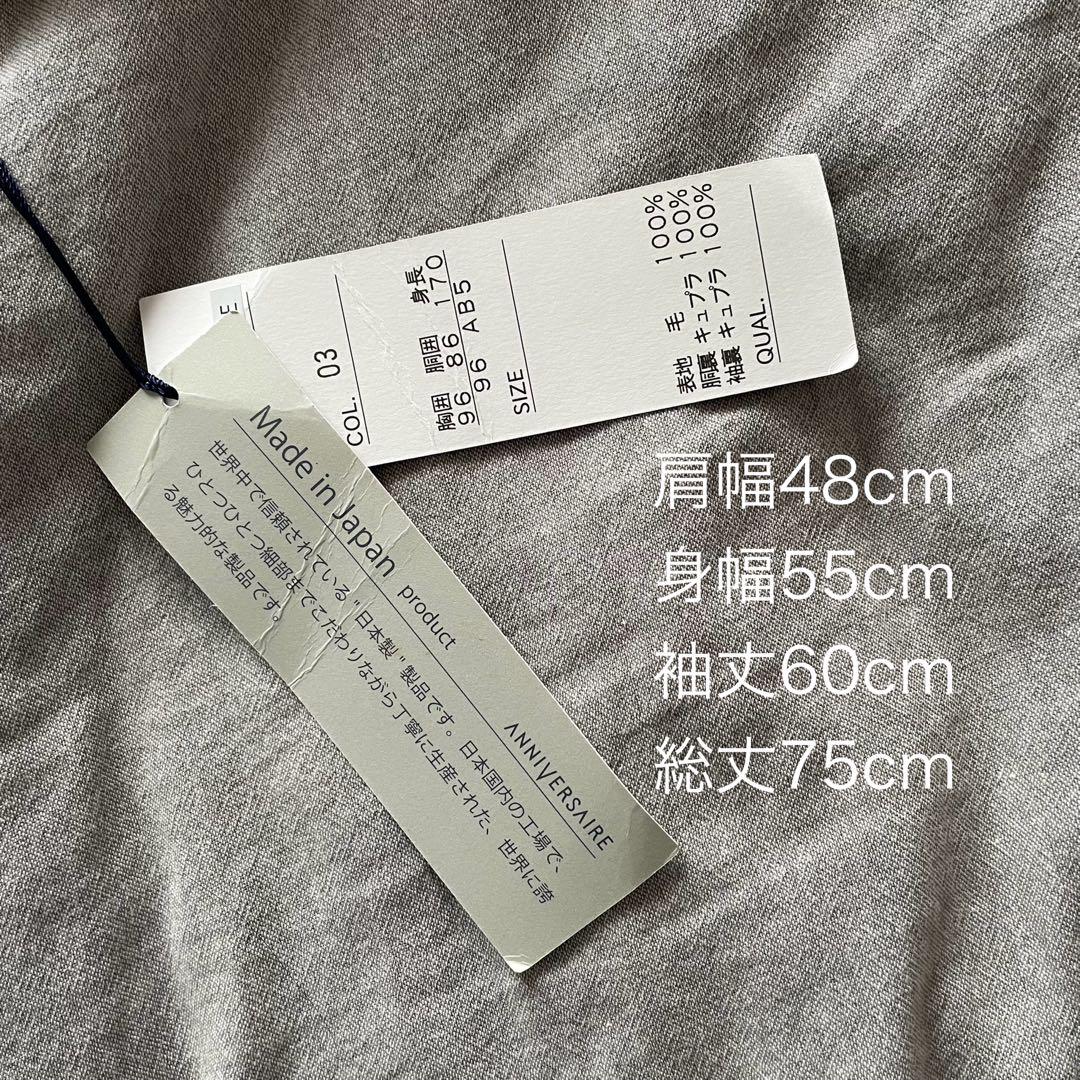 COL. 03
胸囲 胴囲 身長
96 86 170
96 AB5
SIZE
表地 毛 100%
胴裏 キュプラ 100%
袖裏 キュプラ 100%
QUAL.
Made in Japan product ANNIVERSAIRE
世界中で信頼されている"日本製"製品です。日本国内の工場で、
ひとつひとつ細部までこだわりながら丁寧に生産された、世界に誇
る魅力的な製品です。
肩幅48cm
身幅55cm
袖丈60cm
総丈75cm